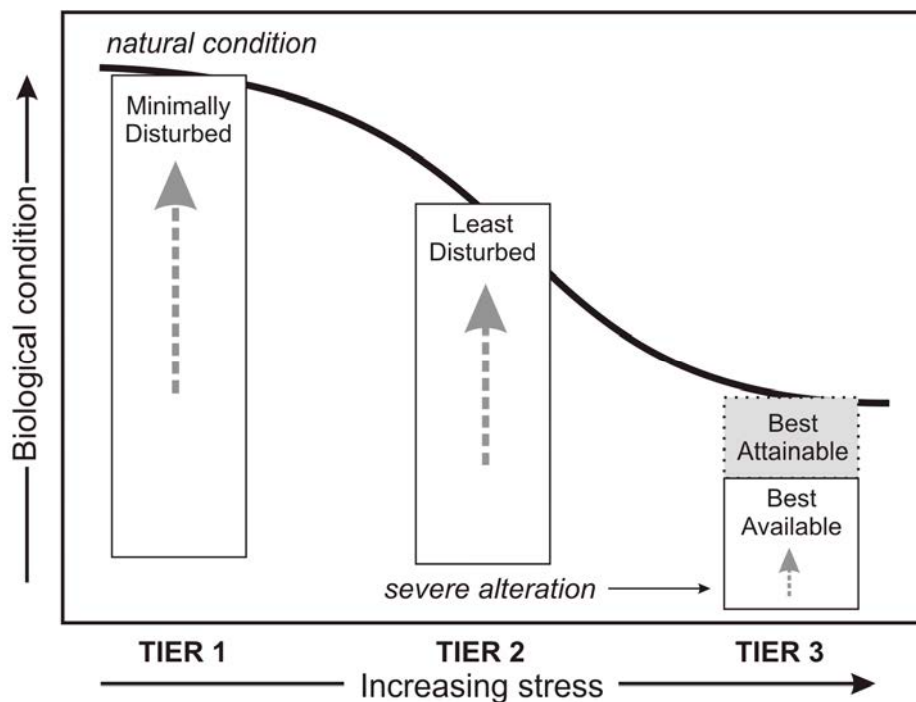 natural condition
Minimally
Disturbed
Least
Disturbed
Best
Attainable
Best
Available
severe alteration
Biological condition
TIER 1
TIER 2
TIER 3
Increasing stress